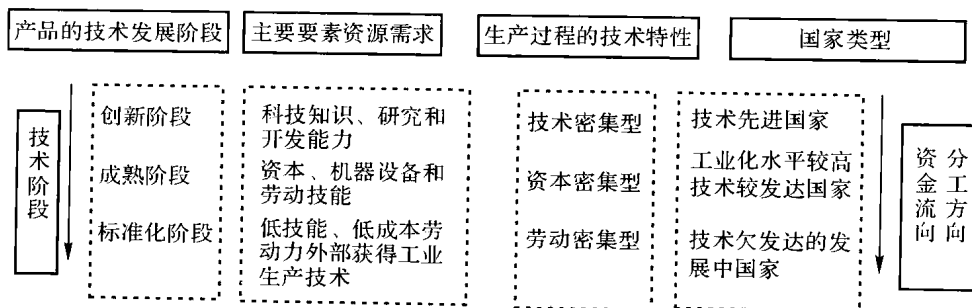 产品的技术发展阶段
主要要素资源需求
生产过程的技术特性
国家类型
技术阶段
创新阶段
成熟阶段
标准化阶段
科技知识、研究和
开发能力
资本、机器设备和
劳动技能
低技能、低成本劳
动力外部获得工业
生产技术
技术密集型
资本密集型
劳动密集型
技术先进国家
工业化水平较高
技术较发达国家
技术欠发达的发
展中国家
分工方向
资金流向